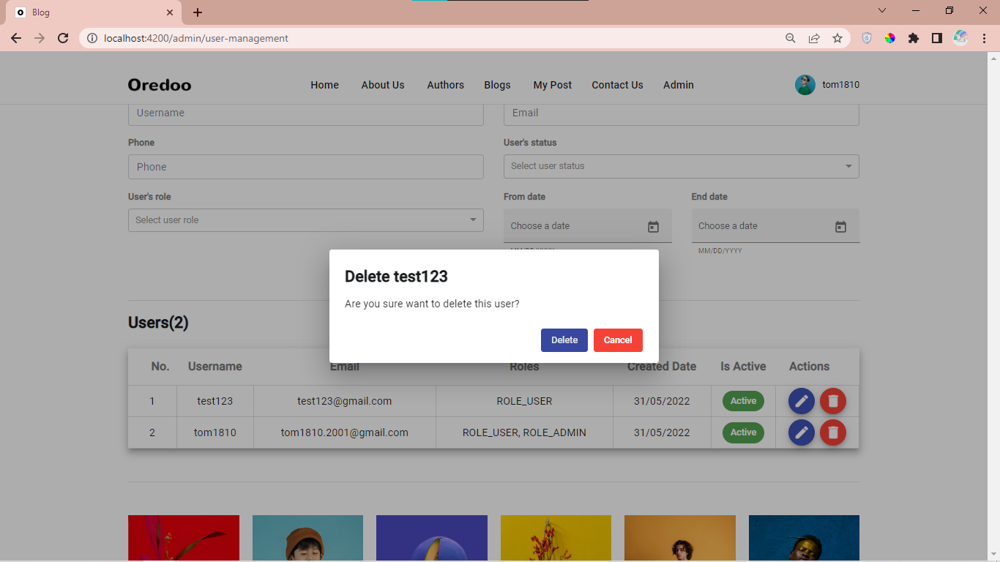 Blog
localhost:4200/admin/user-management
Oredoo
Home About Us Authors Blogs My Post Contact Us Admin
tom1810
Username Email
Phone User's status
Phone Select user status
User's role From date End date
Select user role Choose a date Choose a date
MM/DD/YYYY MM/DD/YYYY
Delete test123
Are you sure want to delete this user?
Delete Cancel
Users(2)
No. Username Email Roles Created Date Is Active Actions
1 test123 test123@gmail.com ROLE_USER 31/05/2022 Active
2 tom1810 tom1810.2001@gmail.com ROLE_USER, ROLE_ADMIN 31/05/2022 Active